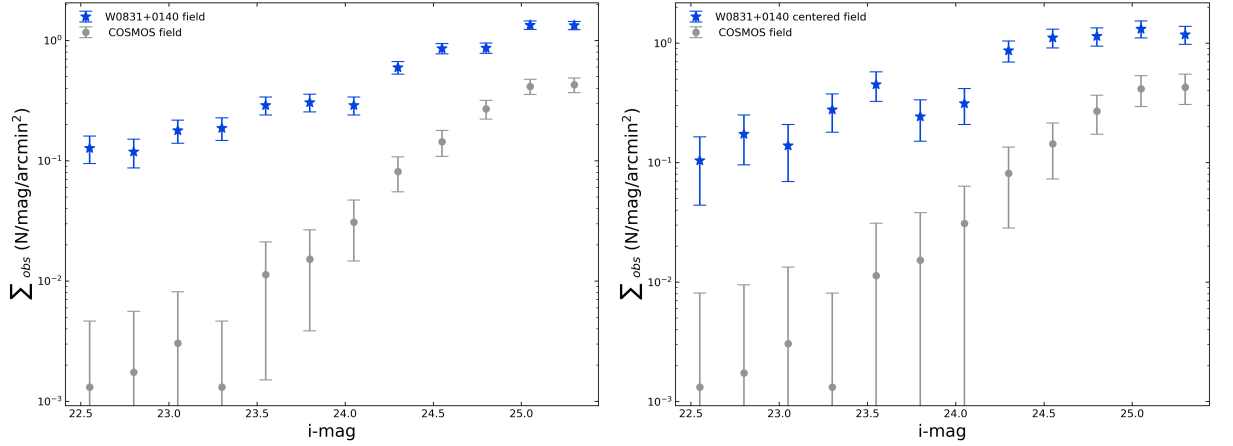 W0831+0140 field
COSMOS field
10⁰
10⁻¹
10⁻²
10⁻³
∑ obs (N/mag/arcmin²)
22.5 23.0 23.5 24.0 24.5 25.0
i-mag
W0831+0140 centered field
COSMOS field
10⁰
10⁻¹
10⁻²
10⁻³
∑ obs (N/mag/arcmin²)
22.5 23.0 23.5 24.0 24.5 25.0
i-mag